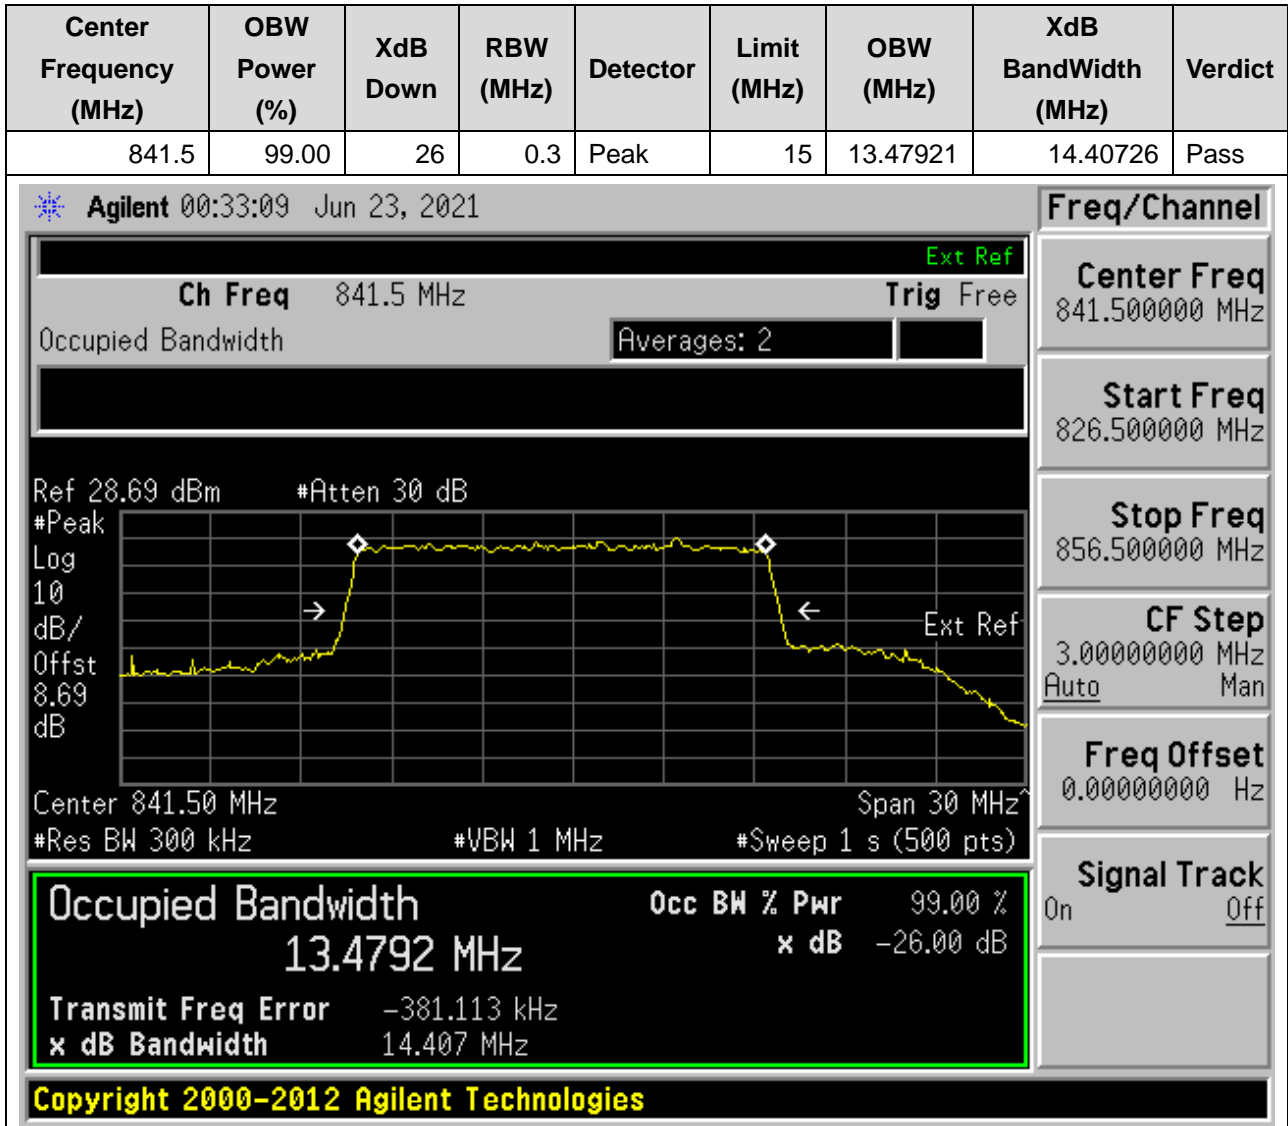 Center Frequency (MHz) OBW Power (%) XdB Down RBW (MHz) Detector Limit (MHz) OBW (MHz) XdB BandWidth (MHz) Verdict
841.5 99.00 26 0.3 Peak 15 13.47921 14.40726 Pass
Agilent 00:33:09 Jun 23, 2021
Ext Ref
Ch Freq 841.5 MHz Trig Free
Occupied Bandwidth Averages: 2
Ref 28.69 dBm #Atten 30 dB
#Peak
Log
10
dB/
Offst
8.69
dB
Ext Ref
Center 841.50 MHz Span 30 MHz^
#Res BW 300 kHz #VBW 1 MHz #Sweep 1 s (500 pts)
Occupied Bandwidth Occ BW % Pwr 99.00 %
13.4792 MHz x dB -26.00 dB
Transmit Freq Error -381.113 kHz
x dB Bandwidth 14.407 MHz
Copyright 2000-2012 Agilent Technologies
Freq/Channel
Center Freq
841.500000 MHz
Start Freq
826.500000 MHz
Stop Freq
856.500000 MHz
CF Step
3.00000000 MHz
Auto Man
Freq Offset
0.00000000 Hz
Signal Track
On Off